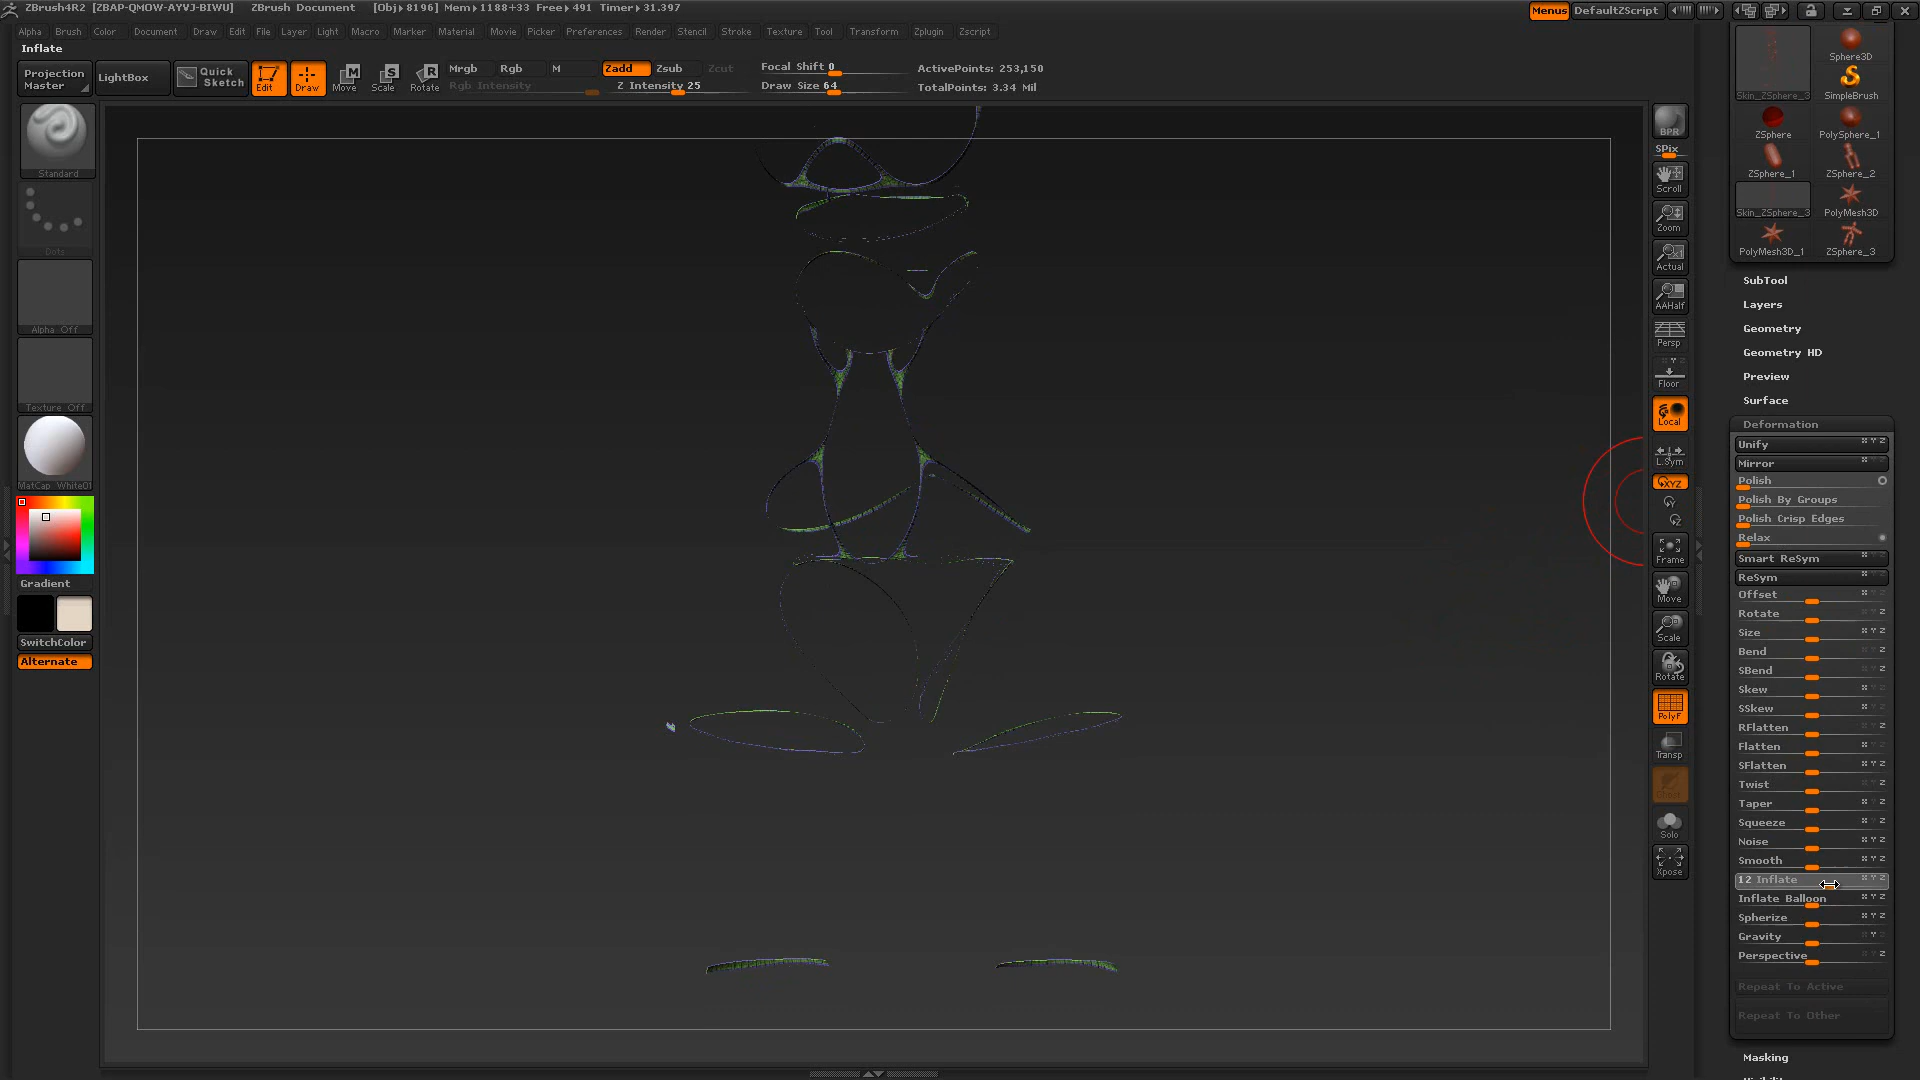 ZBrush4R2 [ZBAP-QMOW-AYVJ-BIWU] ZBrush Document [Obj▸8196] Mem▸1188+33 Free▸491 Timer▸31.397
Menus DefaultZScript
Alpha Brush Color Document Draw Edit File Layer Light Macro Marker Material Movie Picker Preferences Render Stencil Stroke Texture Tool Transform Zplugin Zscript
Inflate
Projection Master
LightBox
Quick Sketch
Edit
Draw
Move
Scale
Rotate
Mrgb Rgb M
Rgb Intensity
Zadd Zsub Zcut
Z Intensity 25
Focal Shift 0
Draw Size 64
ActivePoints: 253,150
TotalPoints: 3.34 Mil
Standard
Dots
Alpha Off
Texture Off
MatCap White01
Gradient
SwitchColor
Alternate
BPR
SPix
Scroll
Zoom
Actual
AAHalf
Persp
Floor
Local
L.Sym
XYZ
Frame
Move
Scale
Rotate
PolyF
Transp
Ghost
Solo
Xpose
Sphere3D
Skin_ZSphere_3 SimpleBrush
ZSphere PolySphere_1
ZSphere_1 ZSphere_2
Skin_ZSphere_3 PolyMesh3D
PolyMesh3D_1 ZSphere_3
SubTool
Layers
Geometry
Geometry HD
Preview
Surface
Deformation
Unify
Mirror
Polish
Polish By Groups
Polish Crisp Edges
Relax
Smart ReSym
ReSym
Offset
Rotate
Size
Bend
SBend
Skew
SSkew
RFlatten
Flatten
SFlatten
Twist
Taper
Squeeze
Noise
Smooth
12 Inflate
Inflate Balloon
Spherize
Gravity
Perspective
Repeat To Active
Repeat To Other
Masking